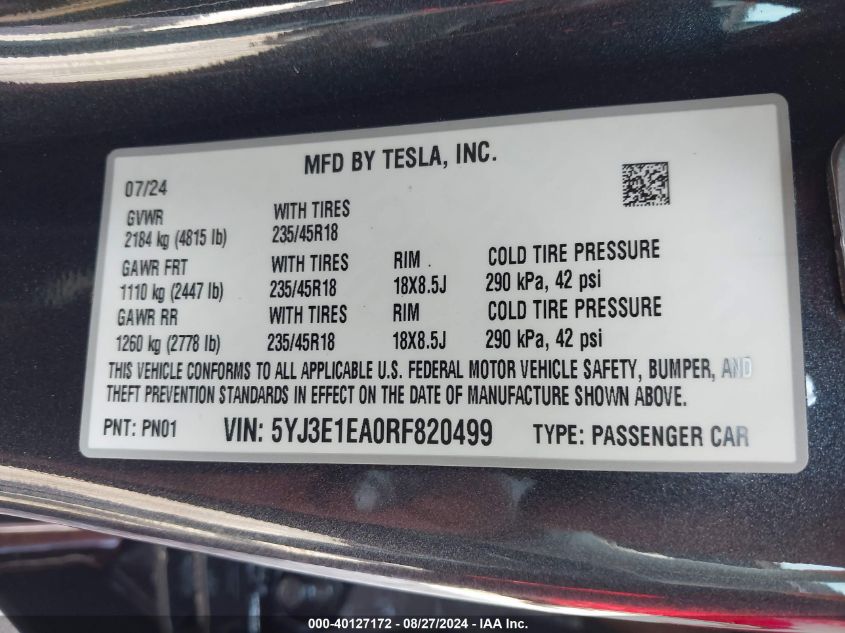 MFD BY TESLA, INC.
07/24
GVWR WITH TIRES
2184 kg (4815 lb) 235/45R18
GAWR FRT WITH TIRES RIM COLD TIRE PRESSURE
1110 kg (2447 lb) 235/45R18 18X8.5J 290 kPa, 42 psi
GAWR RR WITH TIRES RIM COLD TIRE PRESSURE
1260 kg (2778 lb) 235/45R18 18X8.5J 290 kPa, 42 psi
THIS VEHICLE CONFORMS TO ALL APPLICABLE U.S. FEDERAL MOTOR VEHICLE SAFETY, BUMPER, AND
THEFT PREVENTION STANDARDS IN EFFECT ON THE DATE OF MANUFACTURE SHOWN ABOVE.
PNT: PN01 VIN: 5YJ3E1EA0RF820499 TYPE: PASSENGER CAR
000-40127172 — 08/27/2024 — IAA Inc.